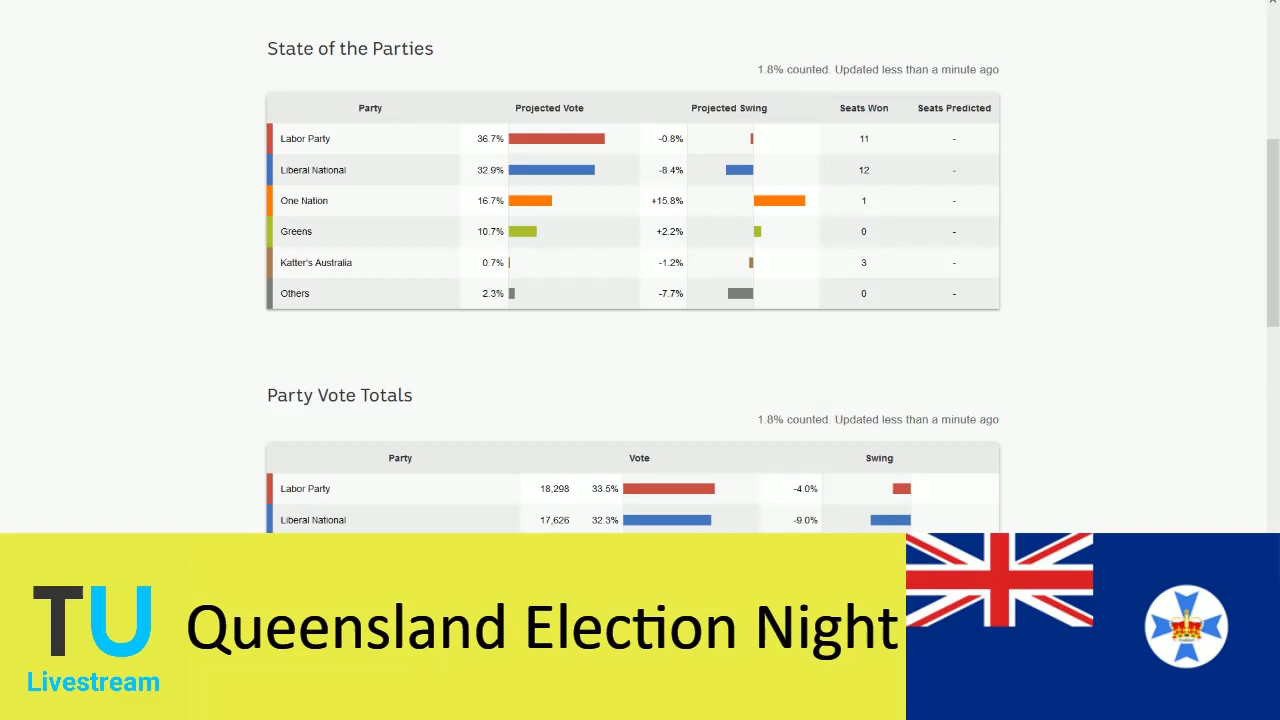 State of the Parties
1.8% counted. Updated less than a minute ago
Party Projected Vote Projected Swing Seats Won Seats Predicted
Labor Party 36.7% -0.8% 11 -
Liberal National 32.9% -8.4% 12 -
One Nation 16.7% +15.8% 1 -
Greens 10.7% +2.2% 0 -
Katter's Australia 0.7% -1.2% 3 -
Others 2.3% -7.7% 0 -
Party Vote Totals
1.8% counted. Updated less than a minute ago
Party Vote Swing
Labor Party 18,298 33.5% -4.0%
Liberal National 17,626 32.3% -9.0%
TU
Livestream
Queensland Election Night